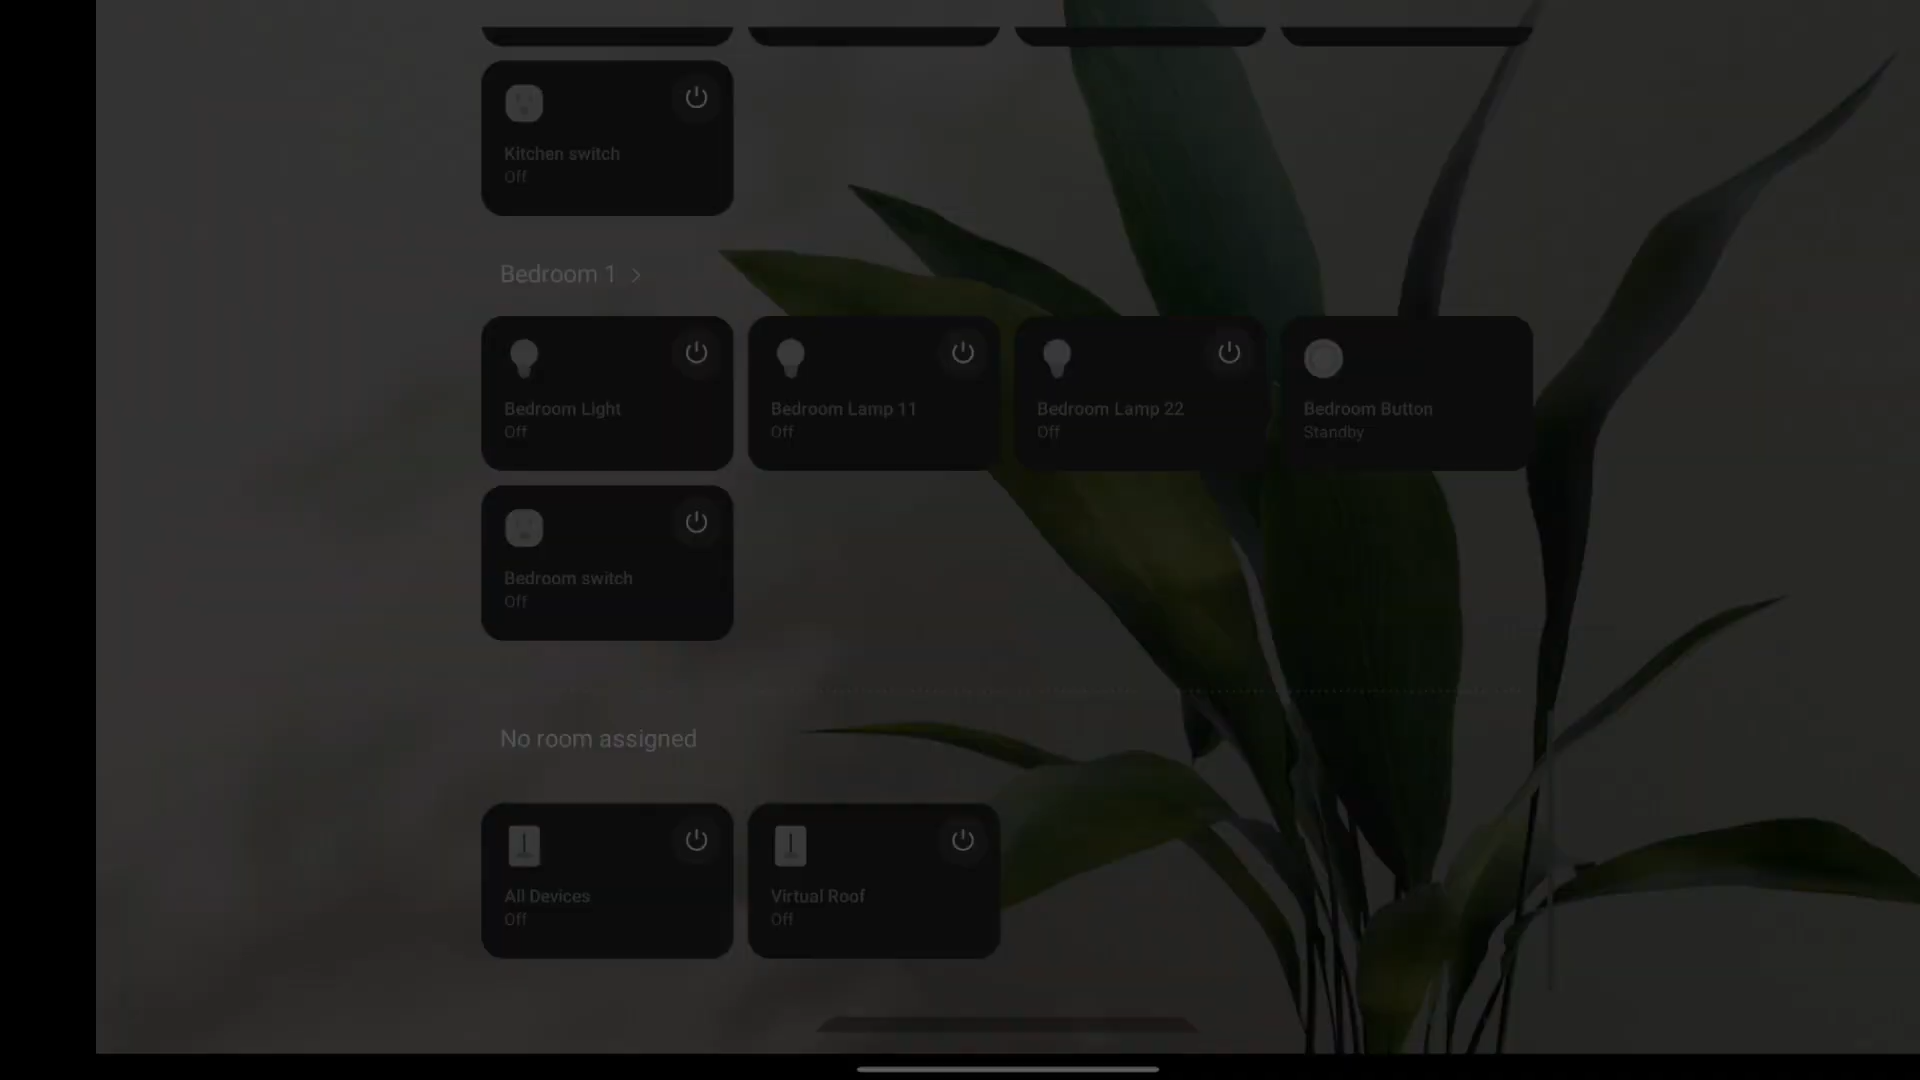 Kitchen switch
Off
Bedroom 1
Bedroom Light
Off
Bedroom Lamp 11
Off
Bedroom Lamp 22
Off
Bedroom Button
Standby
Bedroom switch
Off
No room assigned
All Devices
Off
Virtual Roof
Off